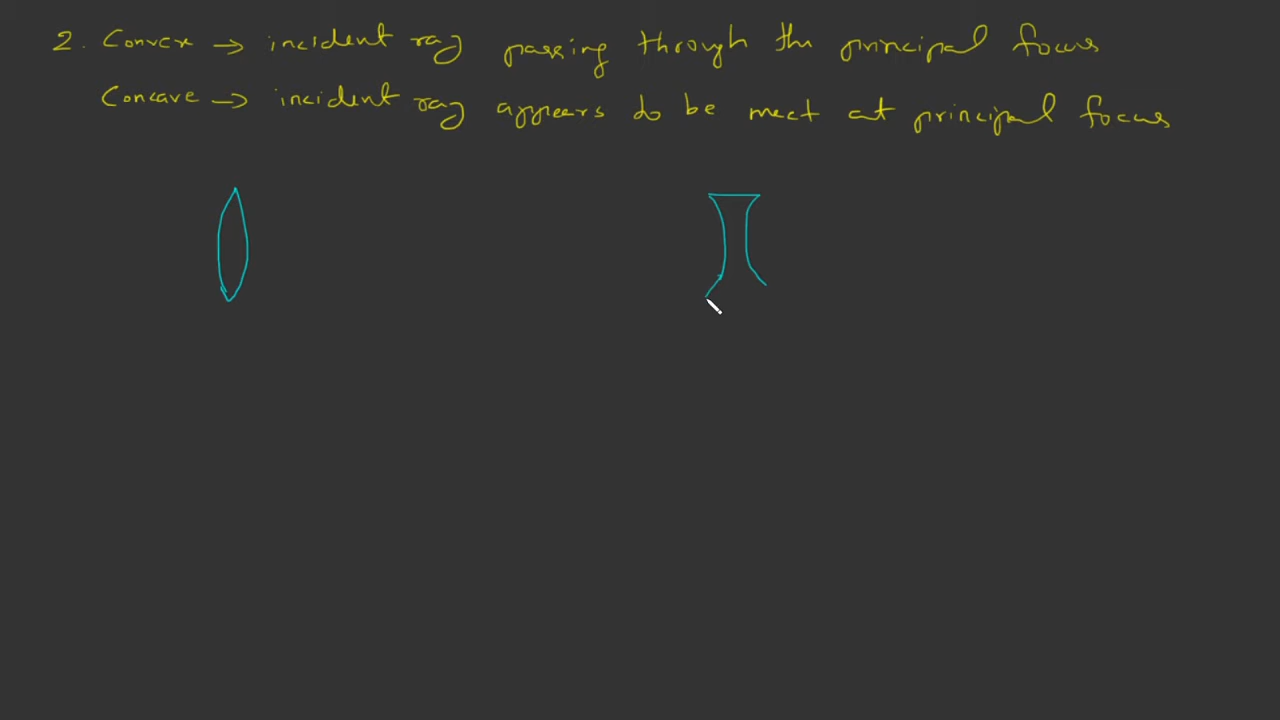 2. Convex → incident ray passing through the principal focus
Concave → incident ray appears to be meet at principal focus